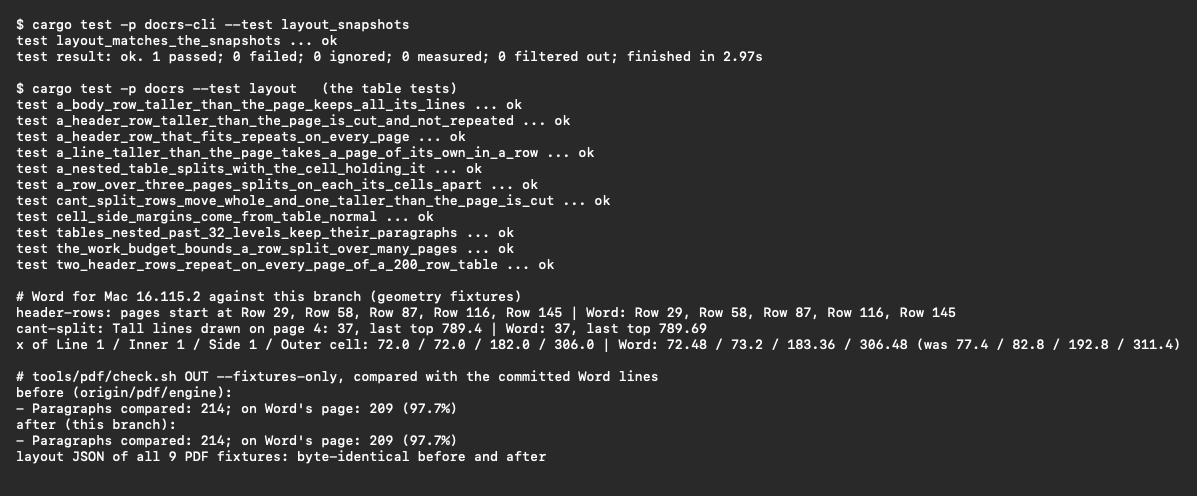 $ cargo test -p docrs-cli --test layout_snapshots
test layout_matches_the_snapshots ... ok
test result: ok. 1 passed; 0 failed; 0 ignored; 0 measured; 0 filtered out; finished in 2.97s
$ cargo test -p docrs --test layout   (the table tests)
test a_body_row_taller_than_the_page_keeps_all_its_lines ... ok
test a_header_row_taller_than_the_page_is_cut_and_not_repeated ... ok
test a_header_row_that_fits_repeats_on_every_page ... ok
test a_line_taller_than_the_page_takes_a_page_of_its_own_in_a_row ... ok
test a_nested_table_splits_with_the_cell_holding_it ... ok
test a_row_over_three_pages_splits_on_each_its_cells_apart ... ok
test cant_split_rows_move_whole_and_one_taller_than_the_page_is_cut ... ok
test cell_side_margins_come_from_table_normal ... ok
test tables_nested_past_32_levels_keep_their_paragraphs ... ok
test the_work_budget_bounds_a_row_split_over_many_pages ... ok
test two_header_rows_repeat_on_every_page_of_a_200_row_table ... ok
# Word for Mac 16.115.2 against this branch (geometry fixtures)
header-rows: pages start at Row 29, Row 58, Row 87, Row 116, Row 145 | Word: Row 29, Row 58, Row 87, Row 116, Row 145
cant-split: Tall lines drawn on page 4: 37, last top 789.4 | Word: 37, last top 789.69
x of Line 1 / Inner 1 / Side 1 / Outer cell: 72.0 / 72.0 / 182.0 / 306.0 | Word: 72.48 / 73.2 / 183.36 / 306.48 (was 77.4 / 82.8 / 192.8 / 311.4)
# tools/pdf/check.sh OUT --fixtures-only, compared with the committed Word lines
before (origin/pdf/engine):
- Paragraphs compared: 214; on Word's page: 209 (97.7%)
after (this branch):
- Paragraphs compared: 214; on Word's page: 209 (97.7%)
layout JSON of all 9 PDF fixtures: byte-identical before and after